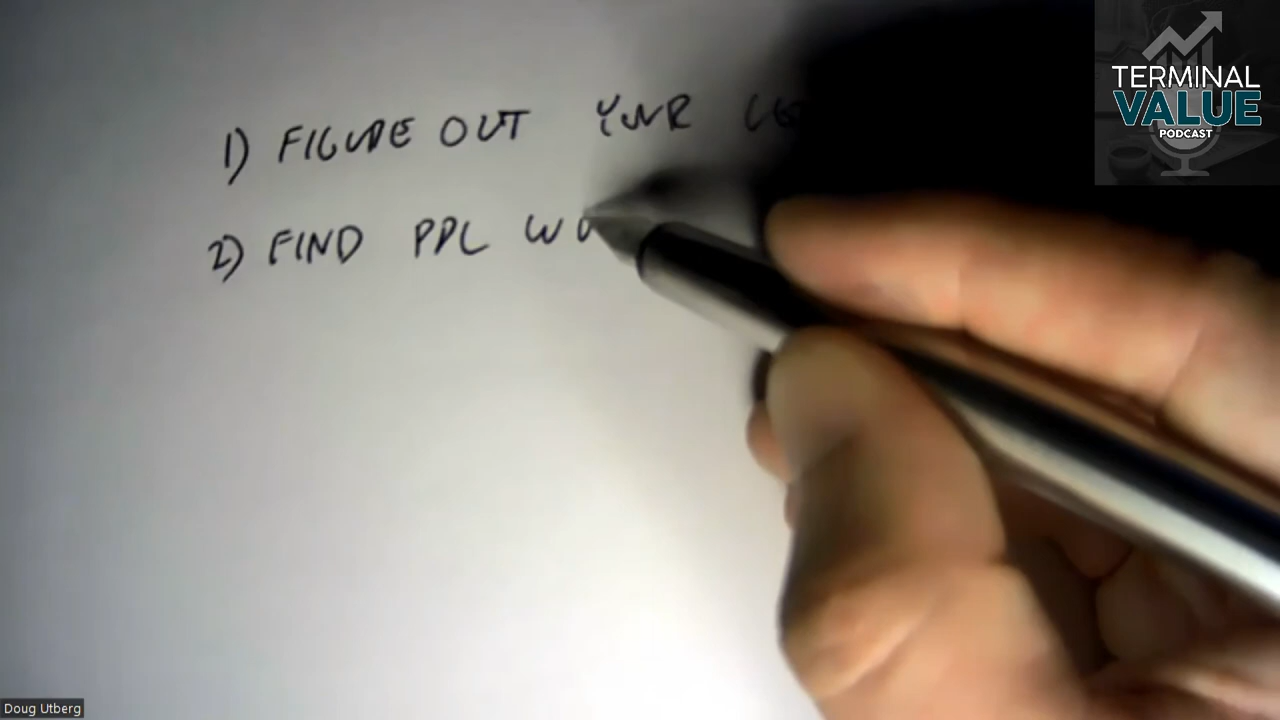 1) FIGURE OUT YOUR
2) FIND PPL
TERMINAL
VALUE
PODCAST
Doug Utberg